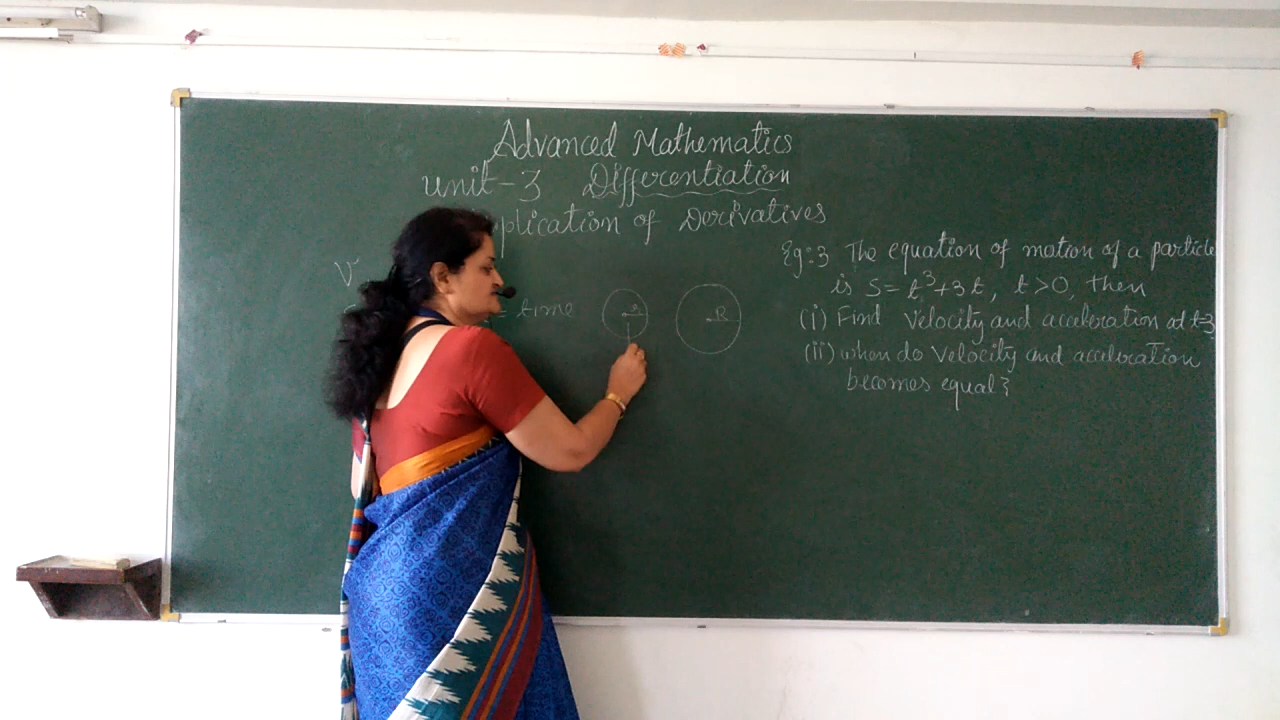 Advanced Mathematics
unit-3 Differentiation
plication of Derivatives
V
= time
r
R
Eg:3 The equation of motion of a particle
is S = t³+3t, t>0, then
(i) Find Velocity and acceleration at t=3
(ii) when do velocity and acceleration
becomes equal?